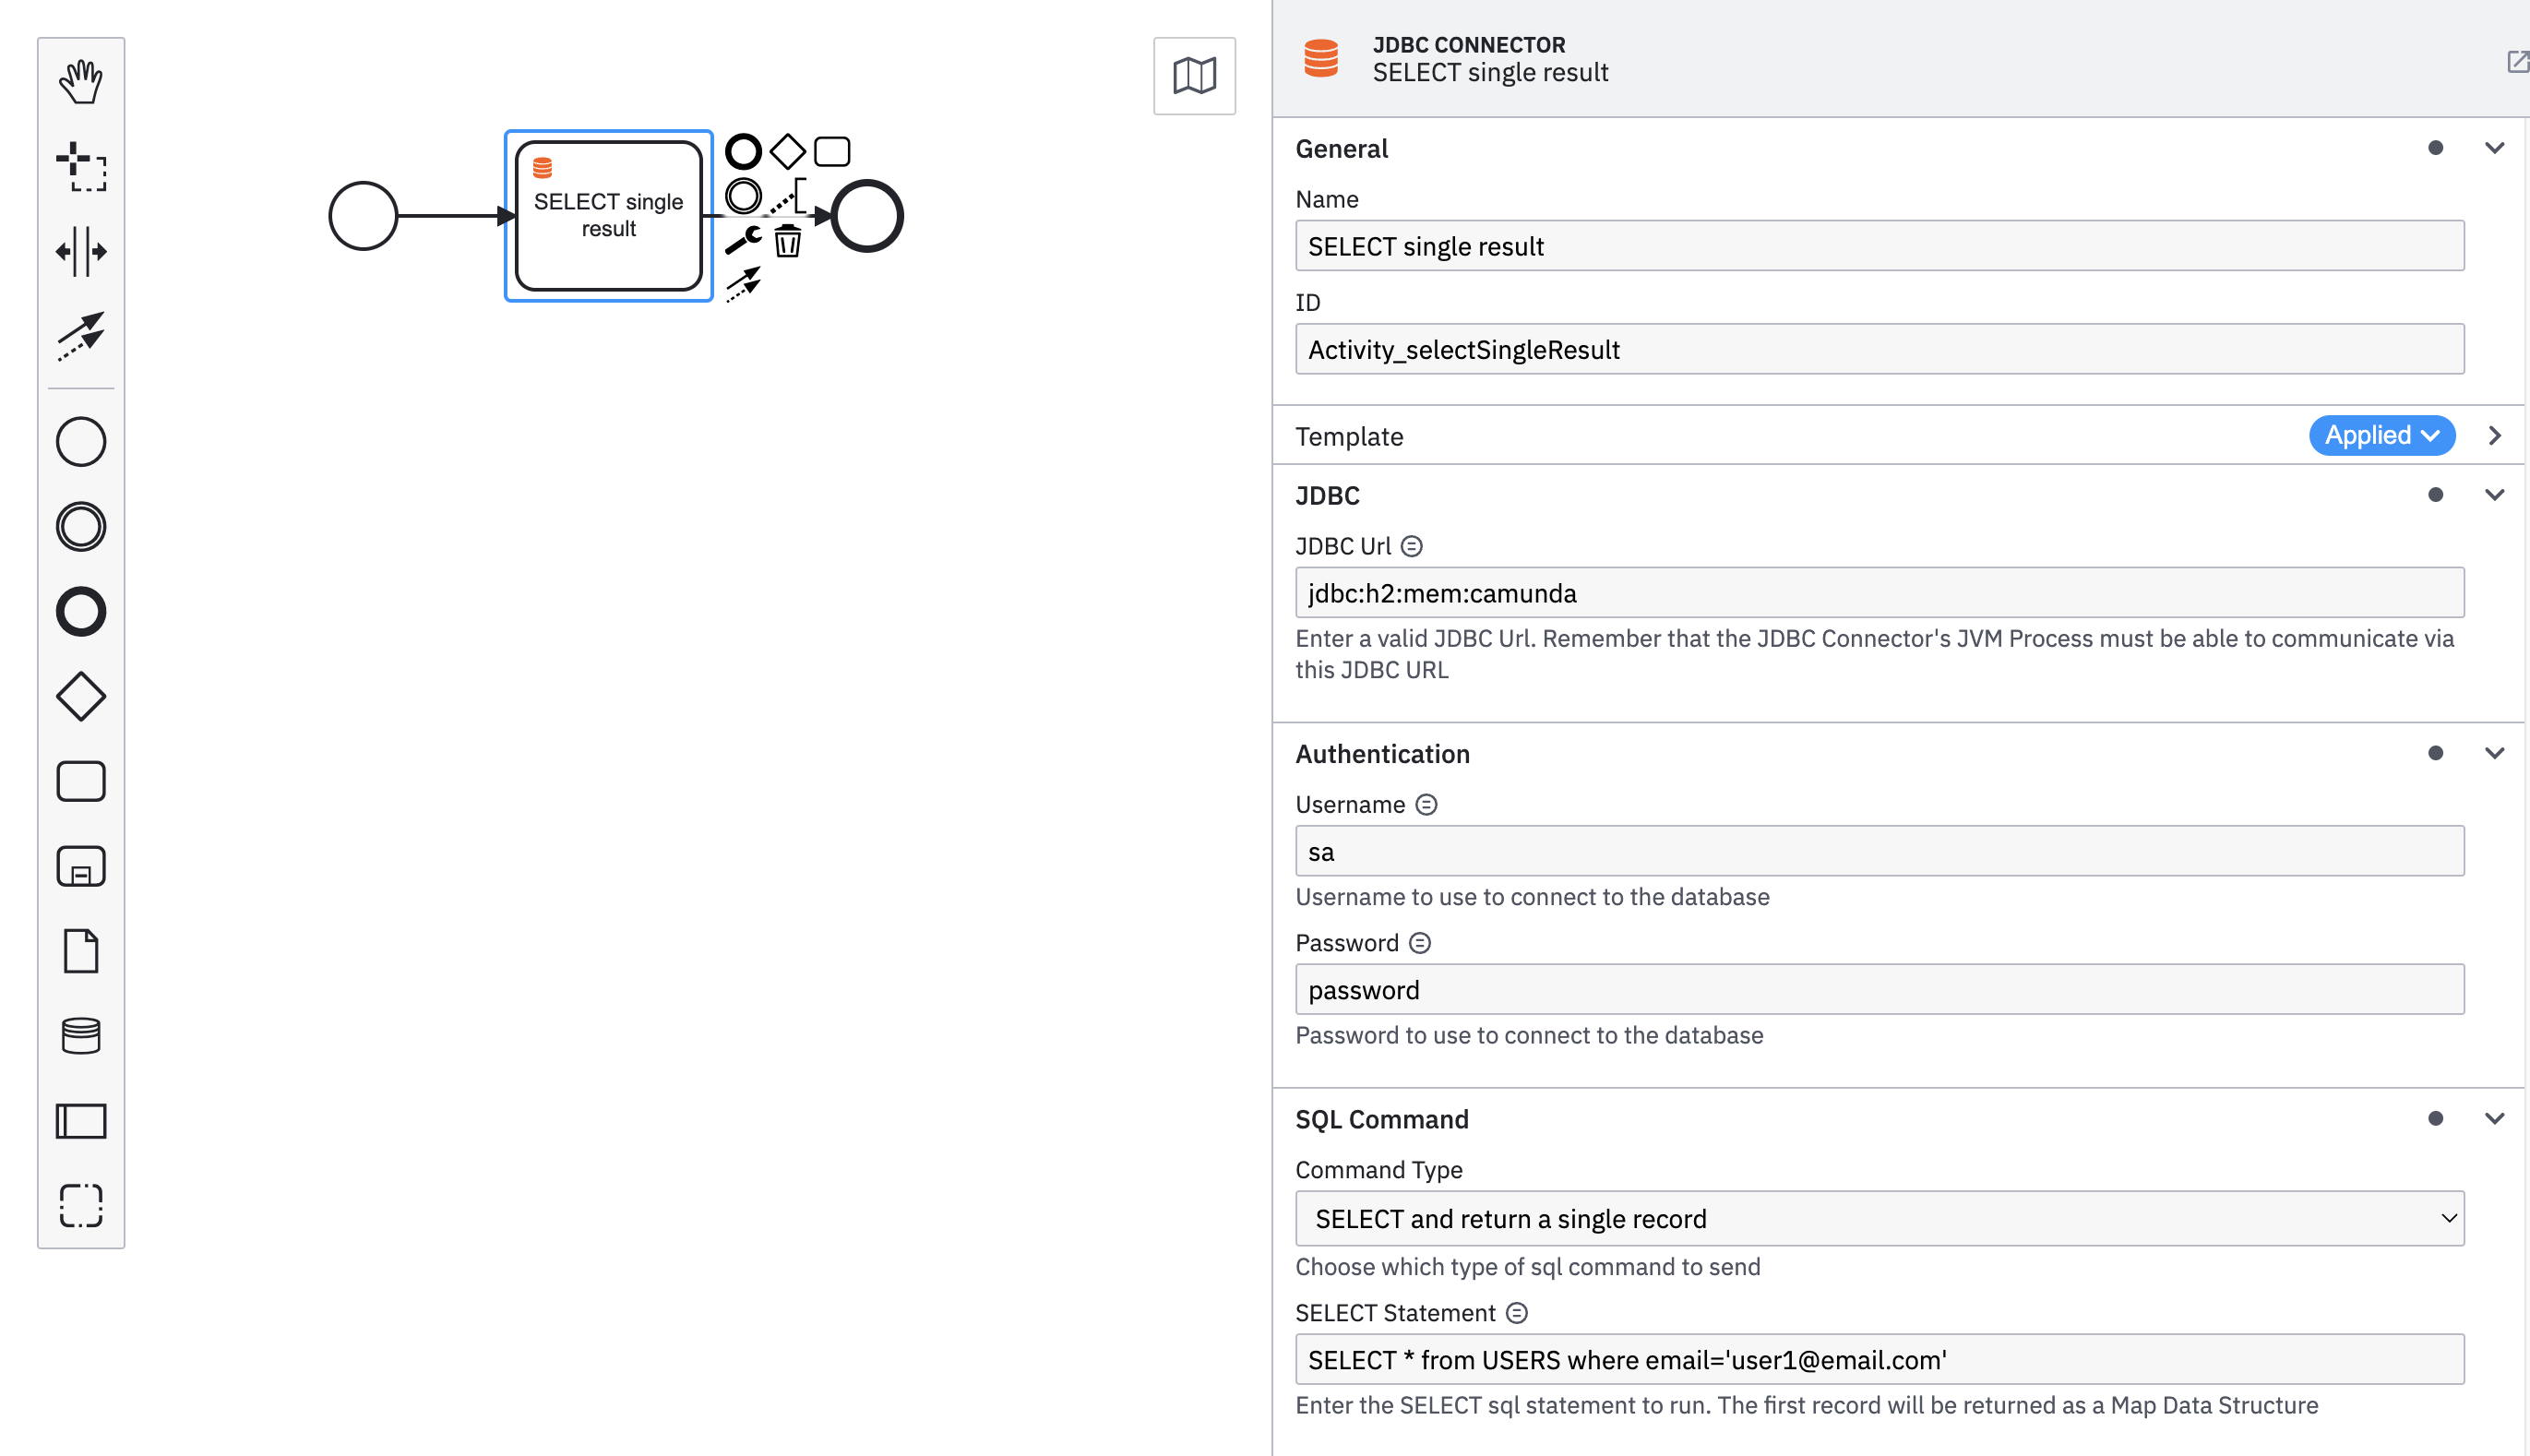 SELECT single
result
JDBC CONNECTOR
SELECT single result
General
Name
SELECT single result
ID
Activity_selectSingleResult
Template
Applied
JDBC
JDBC Url
jdbc:h2:mem:camunda
Enter a valid JDBC Url. Remember that the JDBC Connector's JVM Process must be able to communicate via
this JDBC URL
Authentication
Username
sa
Username to use to connect to the database
Password
password
Password to use to connect to the database
SQL Command
Command Type
SELECT and return a single record
Choose which type of sql command to send
SELECT Statement
SELECT * from USERS where email='user1@email.com'
Enter the SELECT sql statement to run. The first record will be returned as a Map Data Structure